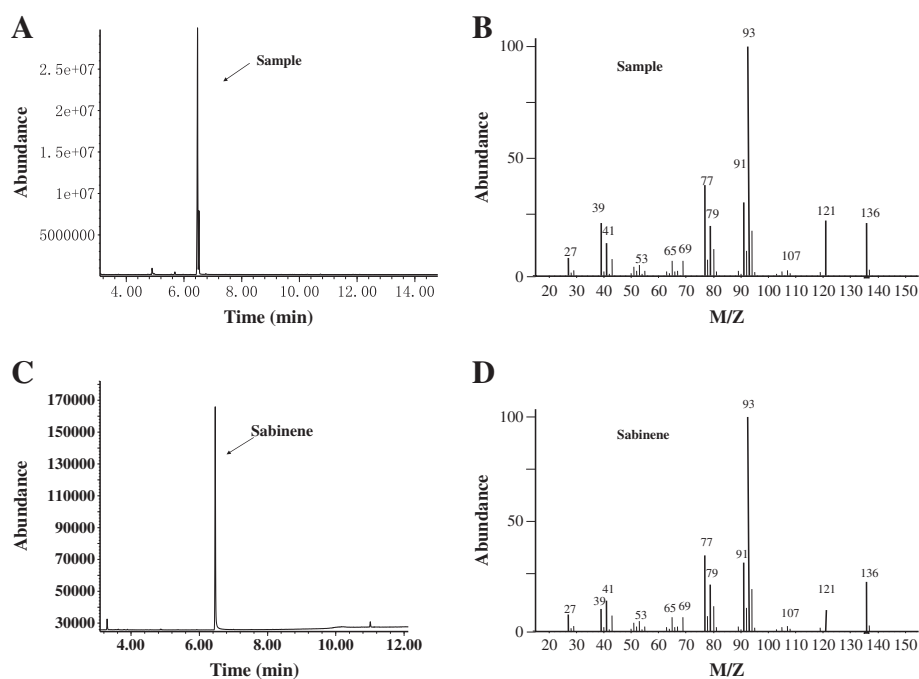 A
Abundance
2.5e+07
2e+07
1.5e+07
1e+07
5000000
Sample
4.00 6.00 8.00 10.00 12.00 14.00
Time (min)
B
Abundance
100
50
0
Sample
93
91
77
79
39
41
27
53
65
69
107
121
136
20 30 40 50 60 70 80 90 100 110 120 130 140 150
M/Z
C
Abundance
170000
150000
130000
110000
90000
70000
50000
30000
Sabinene
4.00 6.00 8.00 10.00 12.00
Time (min)
D
Abundance
100
50
0
Sabinene
93
91
77
79
39
41
27
53
65
69
107
121
136
20 30 40 50 60 70 80 90 100 110 120 130 140 150
M/Z